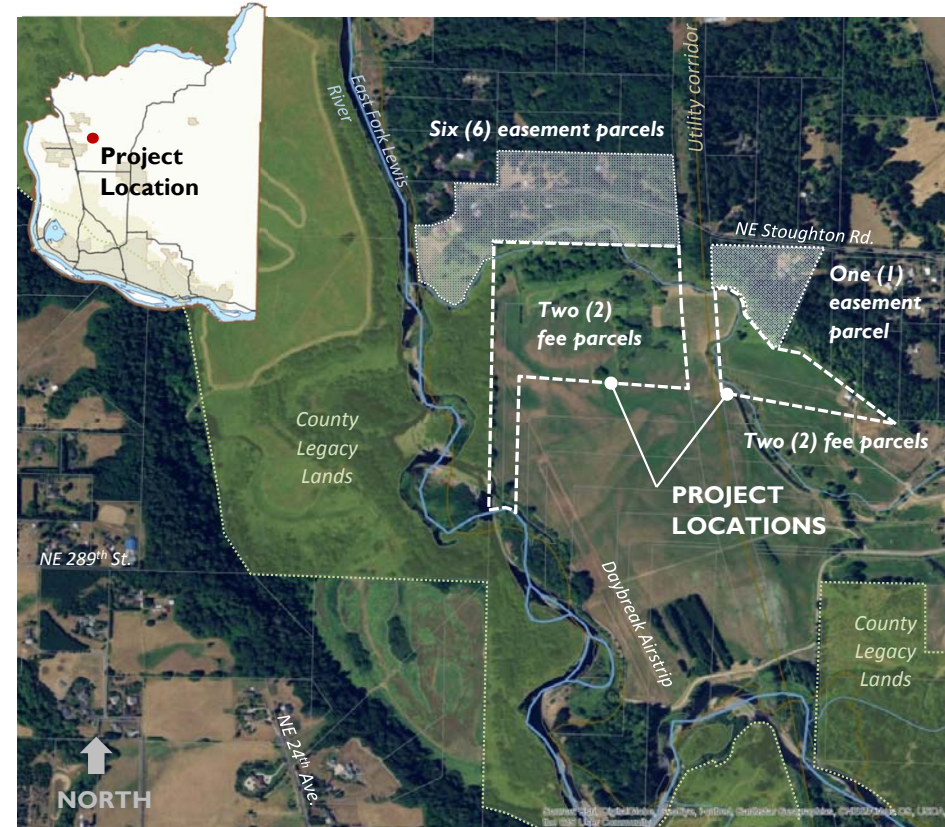 Project
Location
East Fork Lewis
River
Utility corridor
Six (6) easement parcels
NE Stoughton Rd.
One (1)
easement
parcel
Two (2)
fee parcels
Two (2) fee parcels
County
Legacy
Lands
PROJECT
LOCATIONS
NE 289th St.
Daybreak Airstrip
County
Legacy
Lands
NE 24th Ave.
NORTH